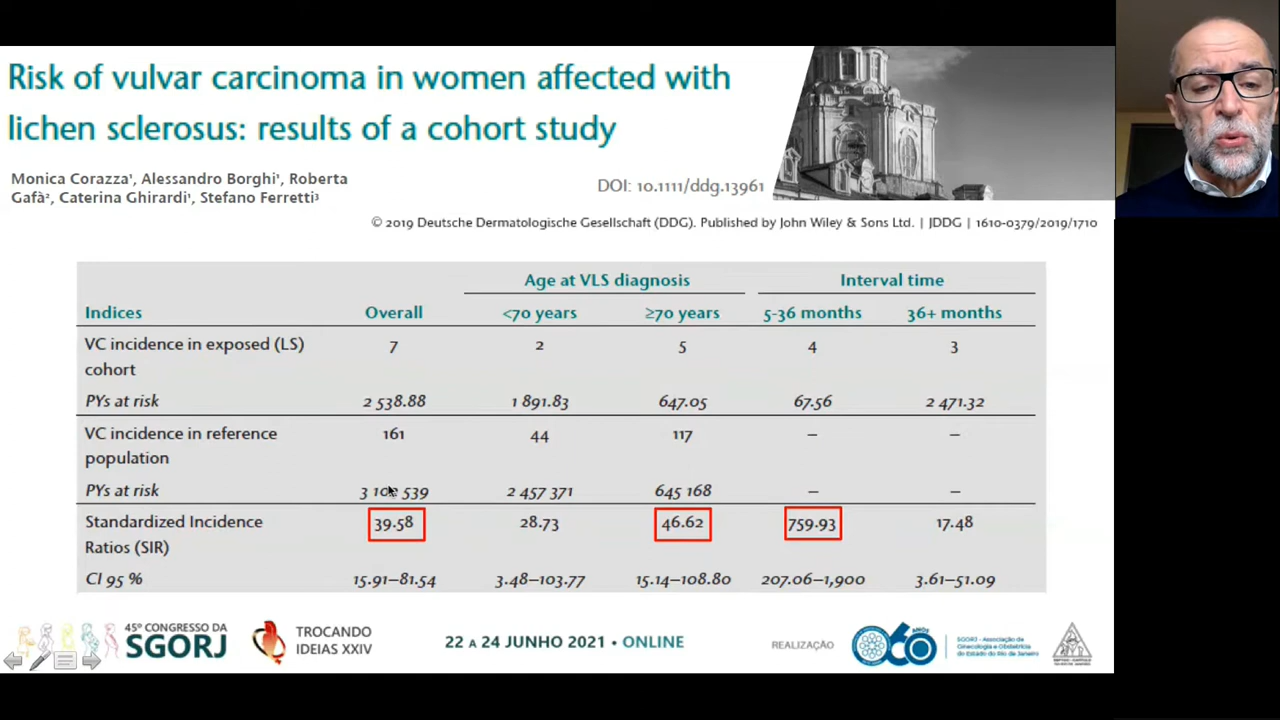 Risk of vulvar carcinoma in women affected with
lichen sclerosus: results of a cohort study
Monica Corazza¹, Alessandro Borghi¹, Roberta
Gafà², Caterina Ghirardi¹, Stefano Ferretti³
DOI: 10.1111/ddg.13961
© 2019 Deutsche Dermatologische Gesellschaft (DDG). Published by John Wiley & Sons Ltd. | JDDG | 1610-0379/2019/1710
Age at VLS diagnosis Interval time
Indices Overall <70 years ≥70 years 5-36 months 36+ months
VC incidence in exposed (LS) 7 2 5 4 3
cohort
PYs at risk 2 538.88 1 891.83 647.05 67.56 2 471.32
VC incidence in reference 161 44 117 – –
population
PYs at risk 3 539 2 457 371 645 168 – –
Standardized Incidence 39.58 28.73 46.62 759.93 17.48
Ratios (SIR)
CI 95 % 15.91–81.54 3.48–103.77 15.14–108.80 207.06–1,900 3.61–51.09
45º CONGRESSO DA
SGORJ
TROCANDO
IDEIAS XXIV
22 A 24 JUNHO 2021 • ONLINE
REALIZAÇÃO
60 ANOS
SGORJ - Associação de
Ginecologia e Obstetrícia
do Estado do Rio de Janeiro